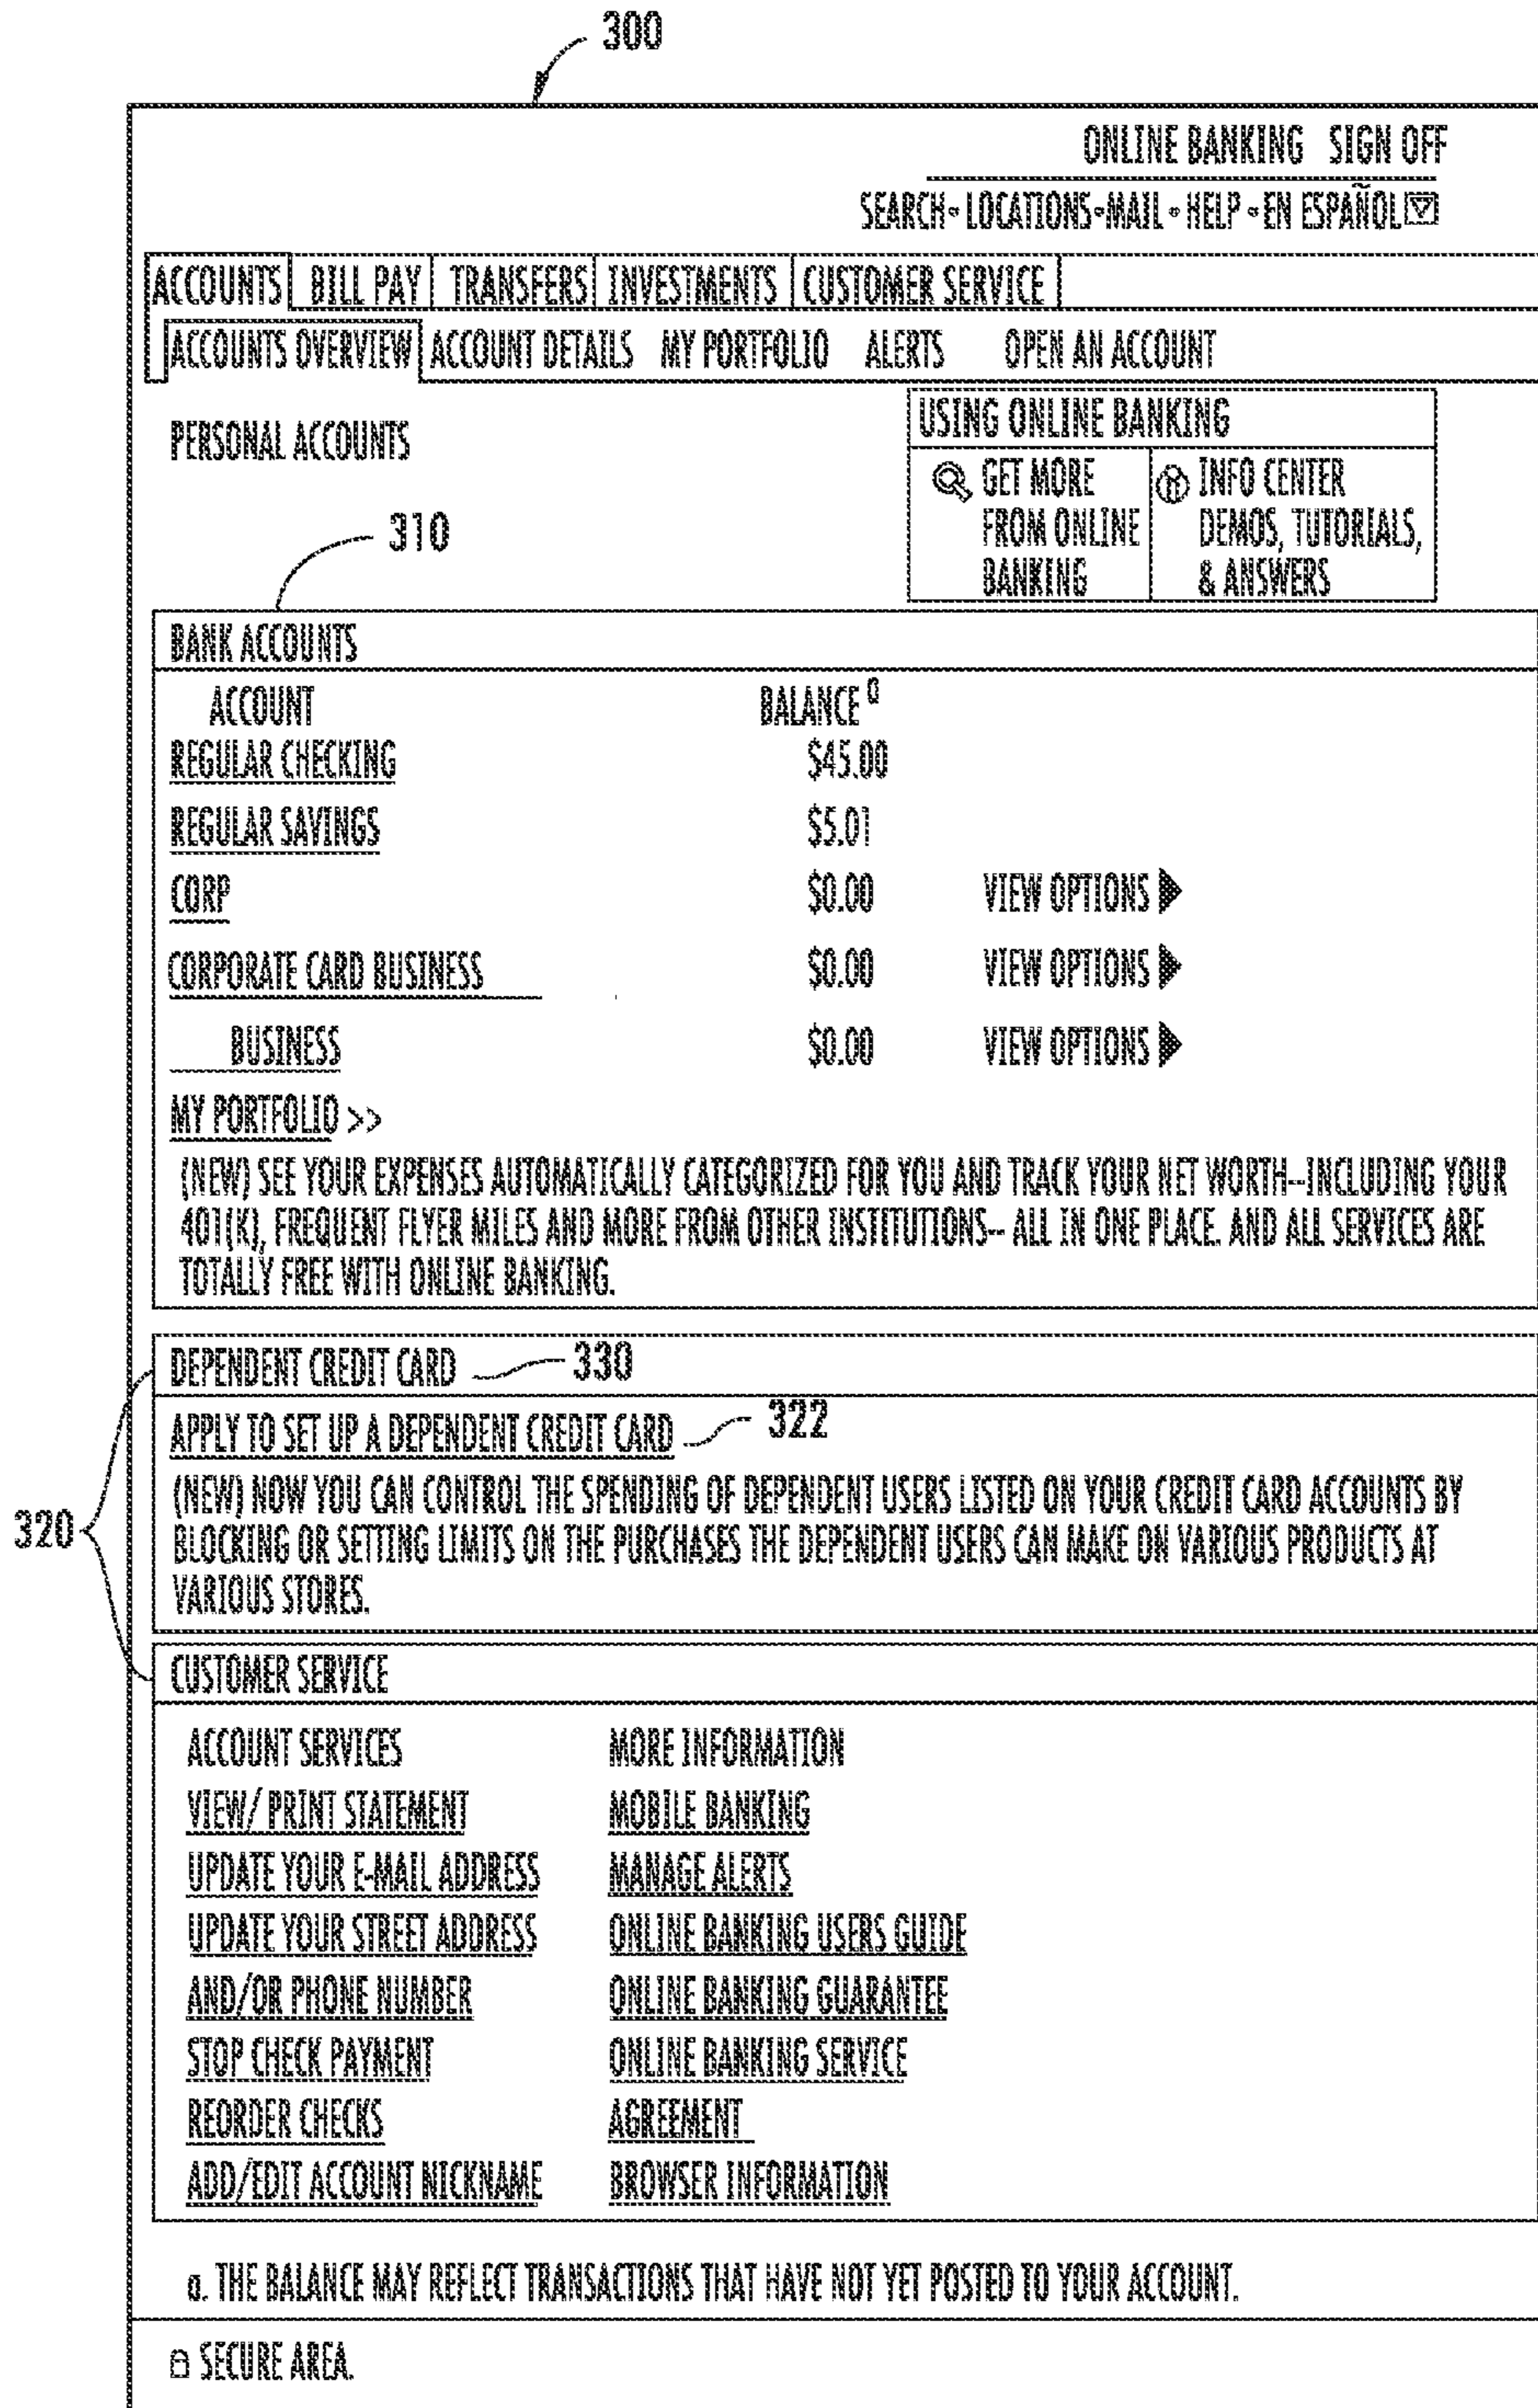 300
ONLINE BANKING SIGN OFF
SEARCH - LOCATIONS - MAIL - HELP - EN ESPAÑOL
ACCOUNTS BILL PAY TRANSFERS INVESTMENTS CUSTOMER SERVICE
ACCOUNTS OVERVIEW ACCOUNT DETAILS MY PORTFOLIO ALERTS OPEN AN ACCOUNT
PERSONAL ACCOUNTS
USING ONLINE BANKING
GET MORE
FROM ONLINE
BANKING
INFO CENTER
DEMOS, TUTORIALS,
& ANSWERS
310
BANK ACCOUNTS
ACCOUNT BALANCE a
REGULAR CHECKING $45.00
REGULAR SAVINGS $5.01
CORP $0.00 VIEW OPTIONS
CORPORATE CARD BUSINESS $0.00 VIEW OPTIONS
BUSINESS $0.00 VIEW OPTIONS
MY PORTFOLIO >>
(NEW) SEE YOUR EXPENSES AUTOMATICALLY CATEGORIZED FOR YOU AND TRACK YOUR NET WORTH--INCLUDING YOUR
401(K), FREQUENT FLYER MILES AND MORE FROM OTHER INSTITUTIONS-- ALL IN ONE PLACE. AND ALL SERVICES ARE
TOTALLY FREE WITH ONLINE BANKING.
DEPENDENT CREDIT CARD 330
APPLY TO SET UP A DEPENDENT CREDIT CARD 322
(NEW) NOW YOU CAN CONTROL THE SPENDING OF DEPENDENT USERS LISTED ON YOUR CREDIT CARD ACCOUNTS BY
BLOCKING OR SETTING LIMITS ON THE PURCHASES THE DEPENDENT USERS CAN MAKE ON VARIOUS PRODUCTS AT
VARIOUS STORES.
320
CUSTOMER SERVICE
ACCOUNT SERVICES MORE INFORMATION
VIEW/ PRINT STATEMENT MOBILE BANKING
UPDATE YOUR E-MAIL ADDRESS MANAGE ALERTS
UPDATE YOUR STREET ADDRESS ONLINE BANKING USERS GUIDE
AND/OR PHONE NUMBER ONLINE BANKING GUARANTEE
STOP CHECK PAYMENT ONLINE BANKING SERVICE
REORDER CHECKS AGREEMENT
ADD/EDIT ACCOUNT NICKNAME BROWSER INFORMATION
a. THE BALANCE MAY REFLECT TRANSACTIONS THAT HAVE NOT YET POSTED TO YOUR ACCOUNT.
SECURE AREA.